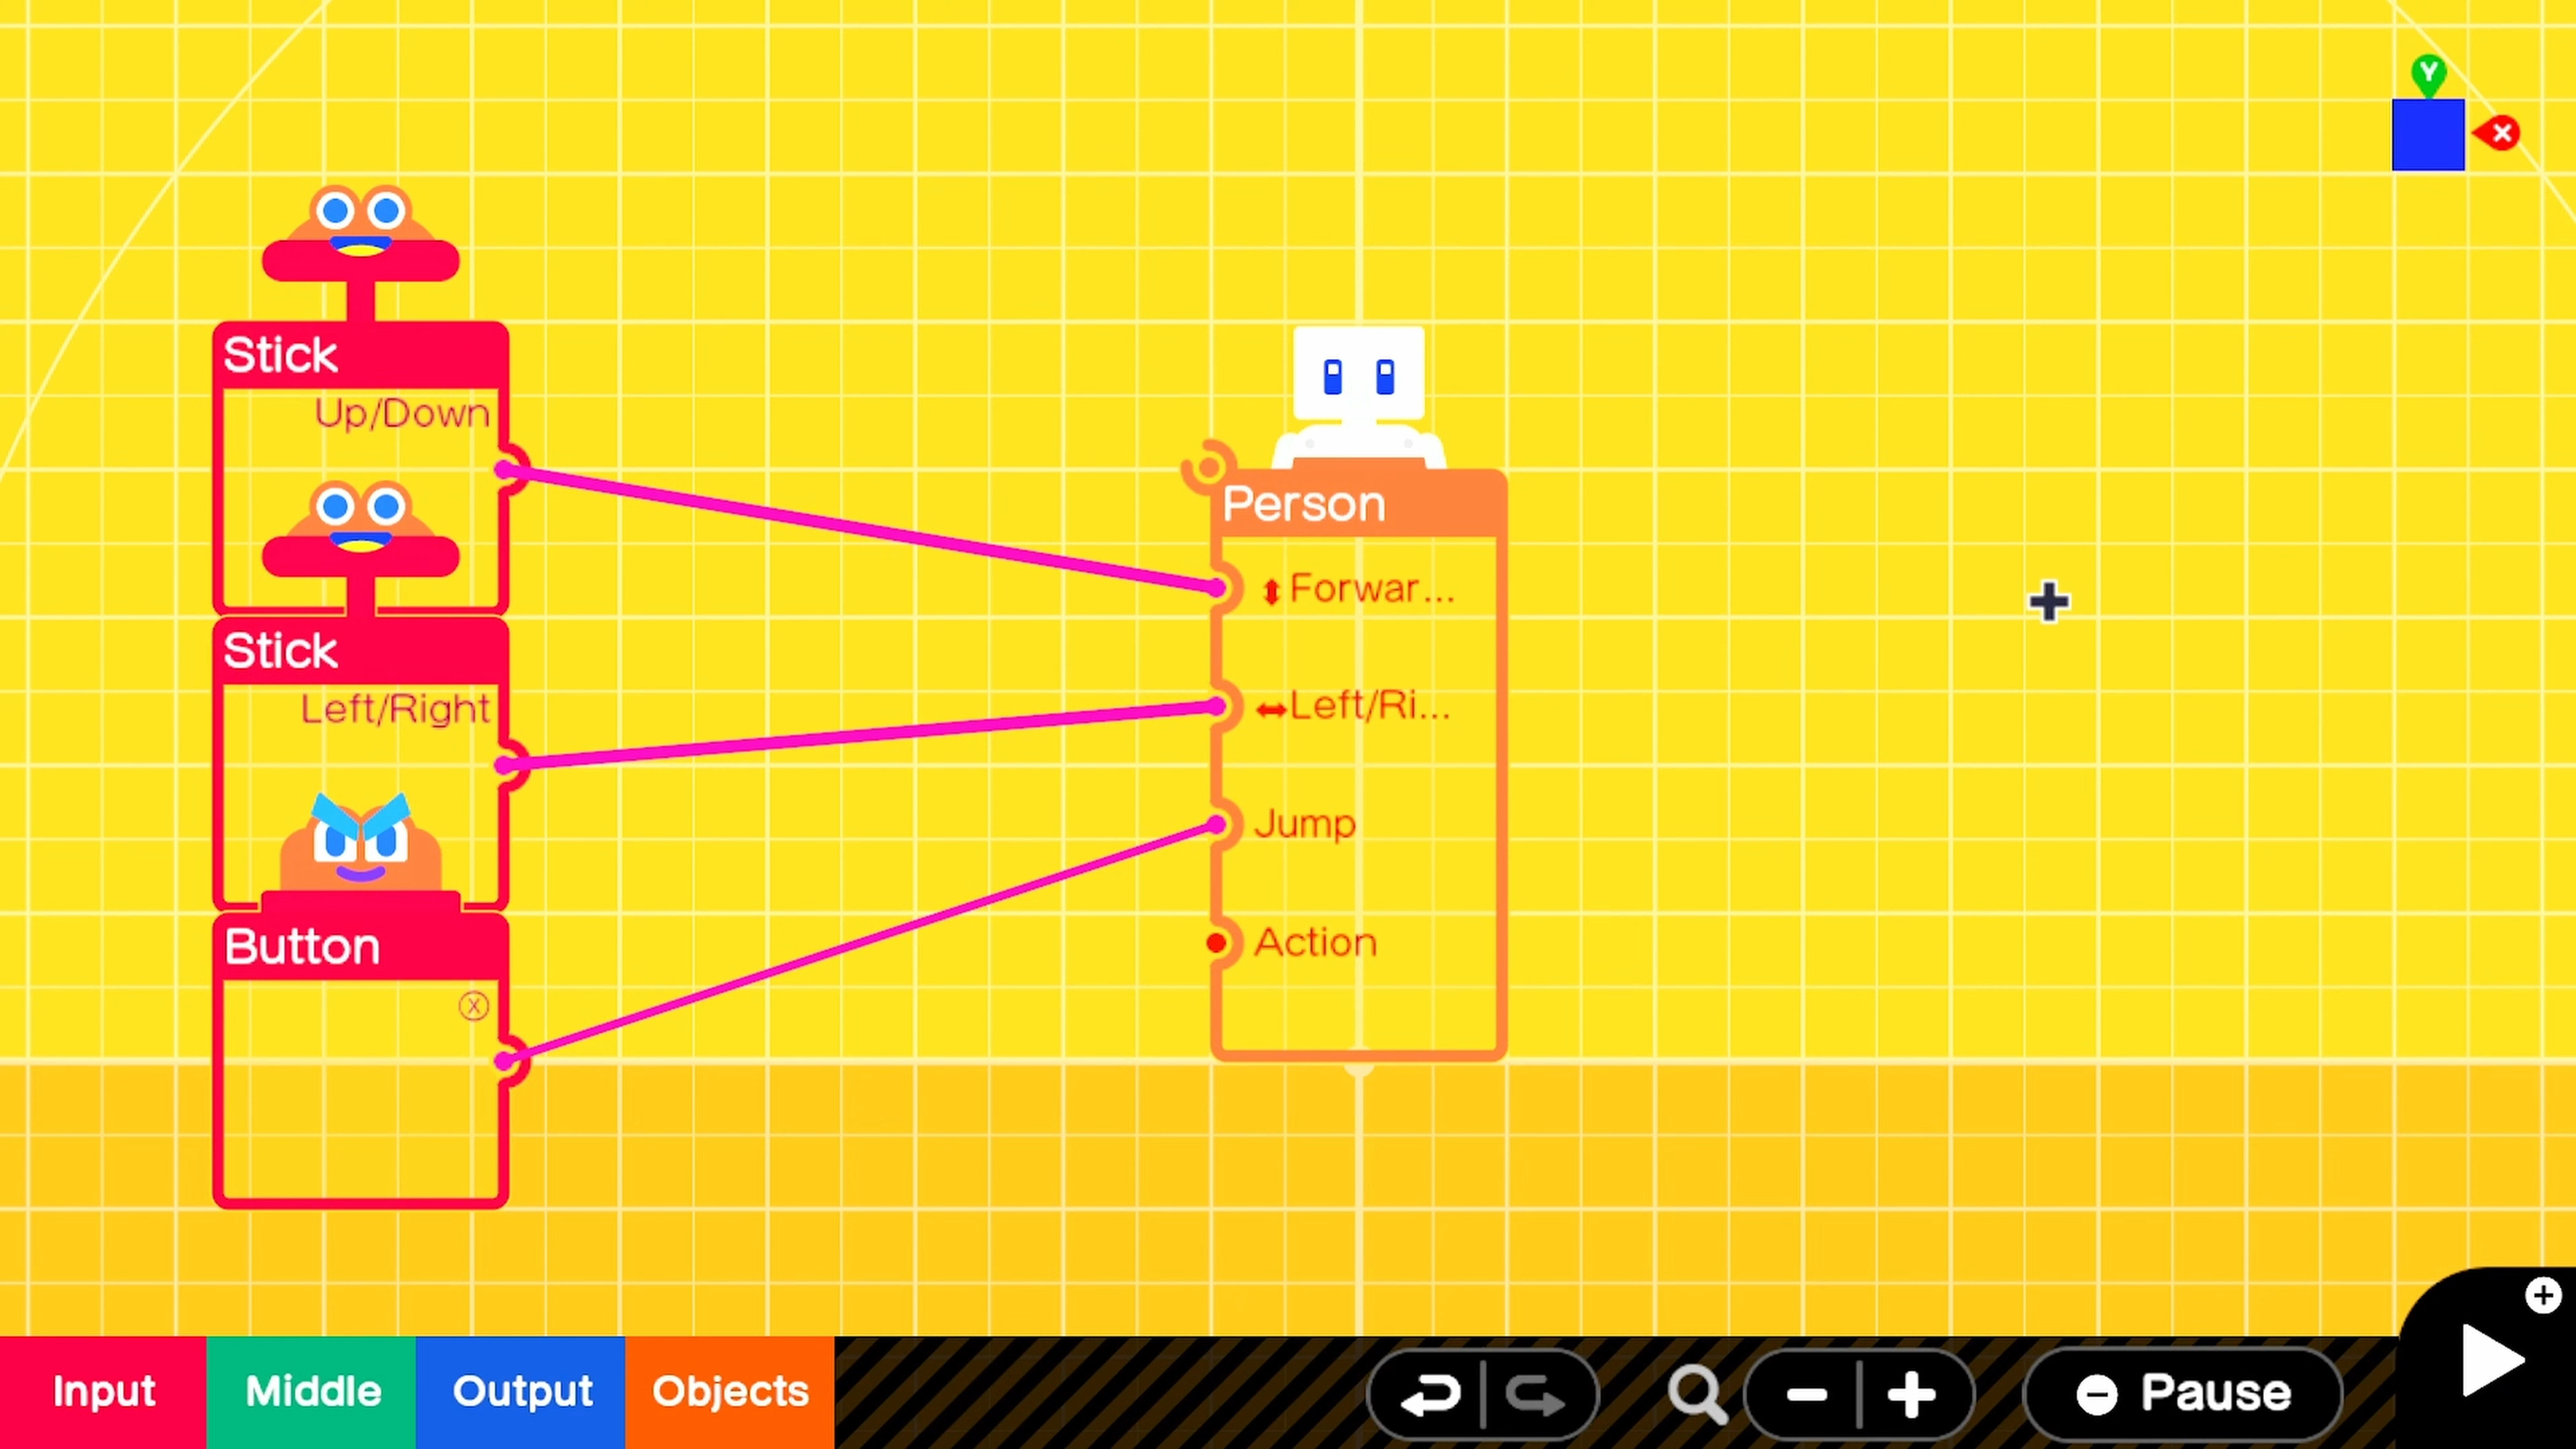 Y
X
Stick
Up/Down
Stick
Left/Right
Button
X
Person
Forwar...
Left/Ri...
Jump
Action
Input
Middle
Output
Objects
Pause